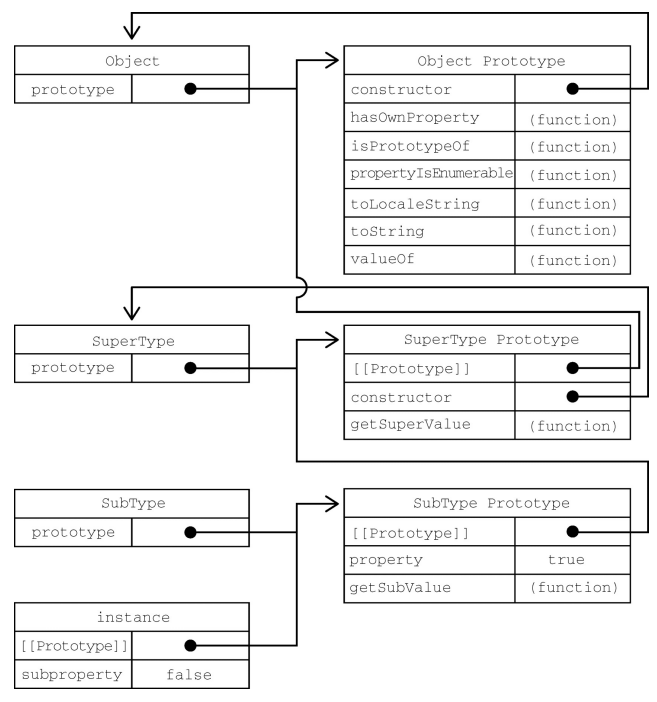 Object
prototype
Object Prototype
constructor
hasOwnProperty (function)
isPrototypeOf (function)
propertyIsEnumerable (function)
toLocaleString (function)
toString (function)
valueOf (function)
SuperType
prototype
SuperType Prototype
[[Prototype]]
constructor
getSuperValue (function)
SubType
prototype
SubType Prototype
[[Prototype]]
property true
getSubValue (function)
instance
[[Prototype]]
subproperty false